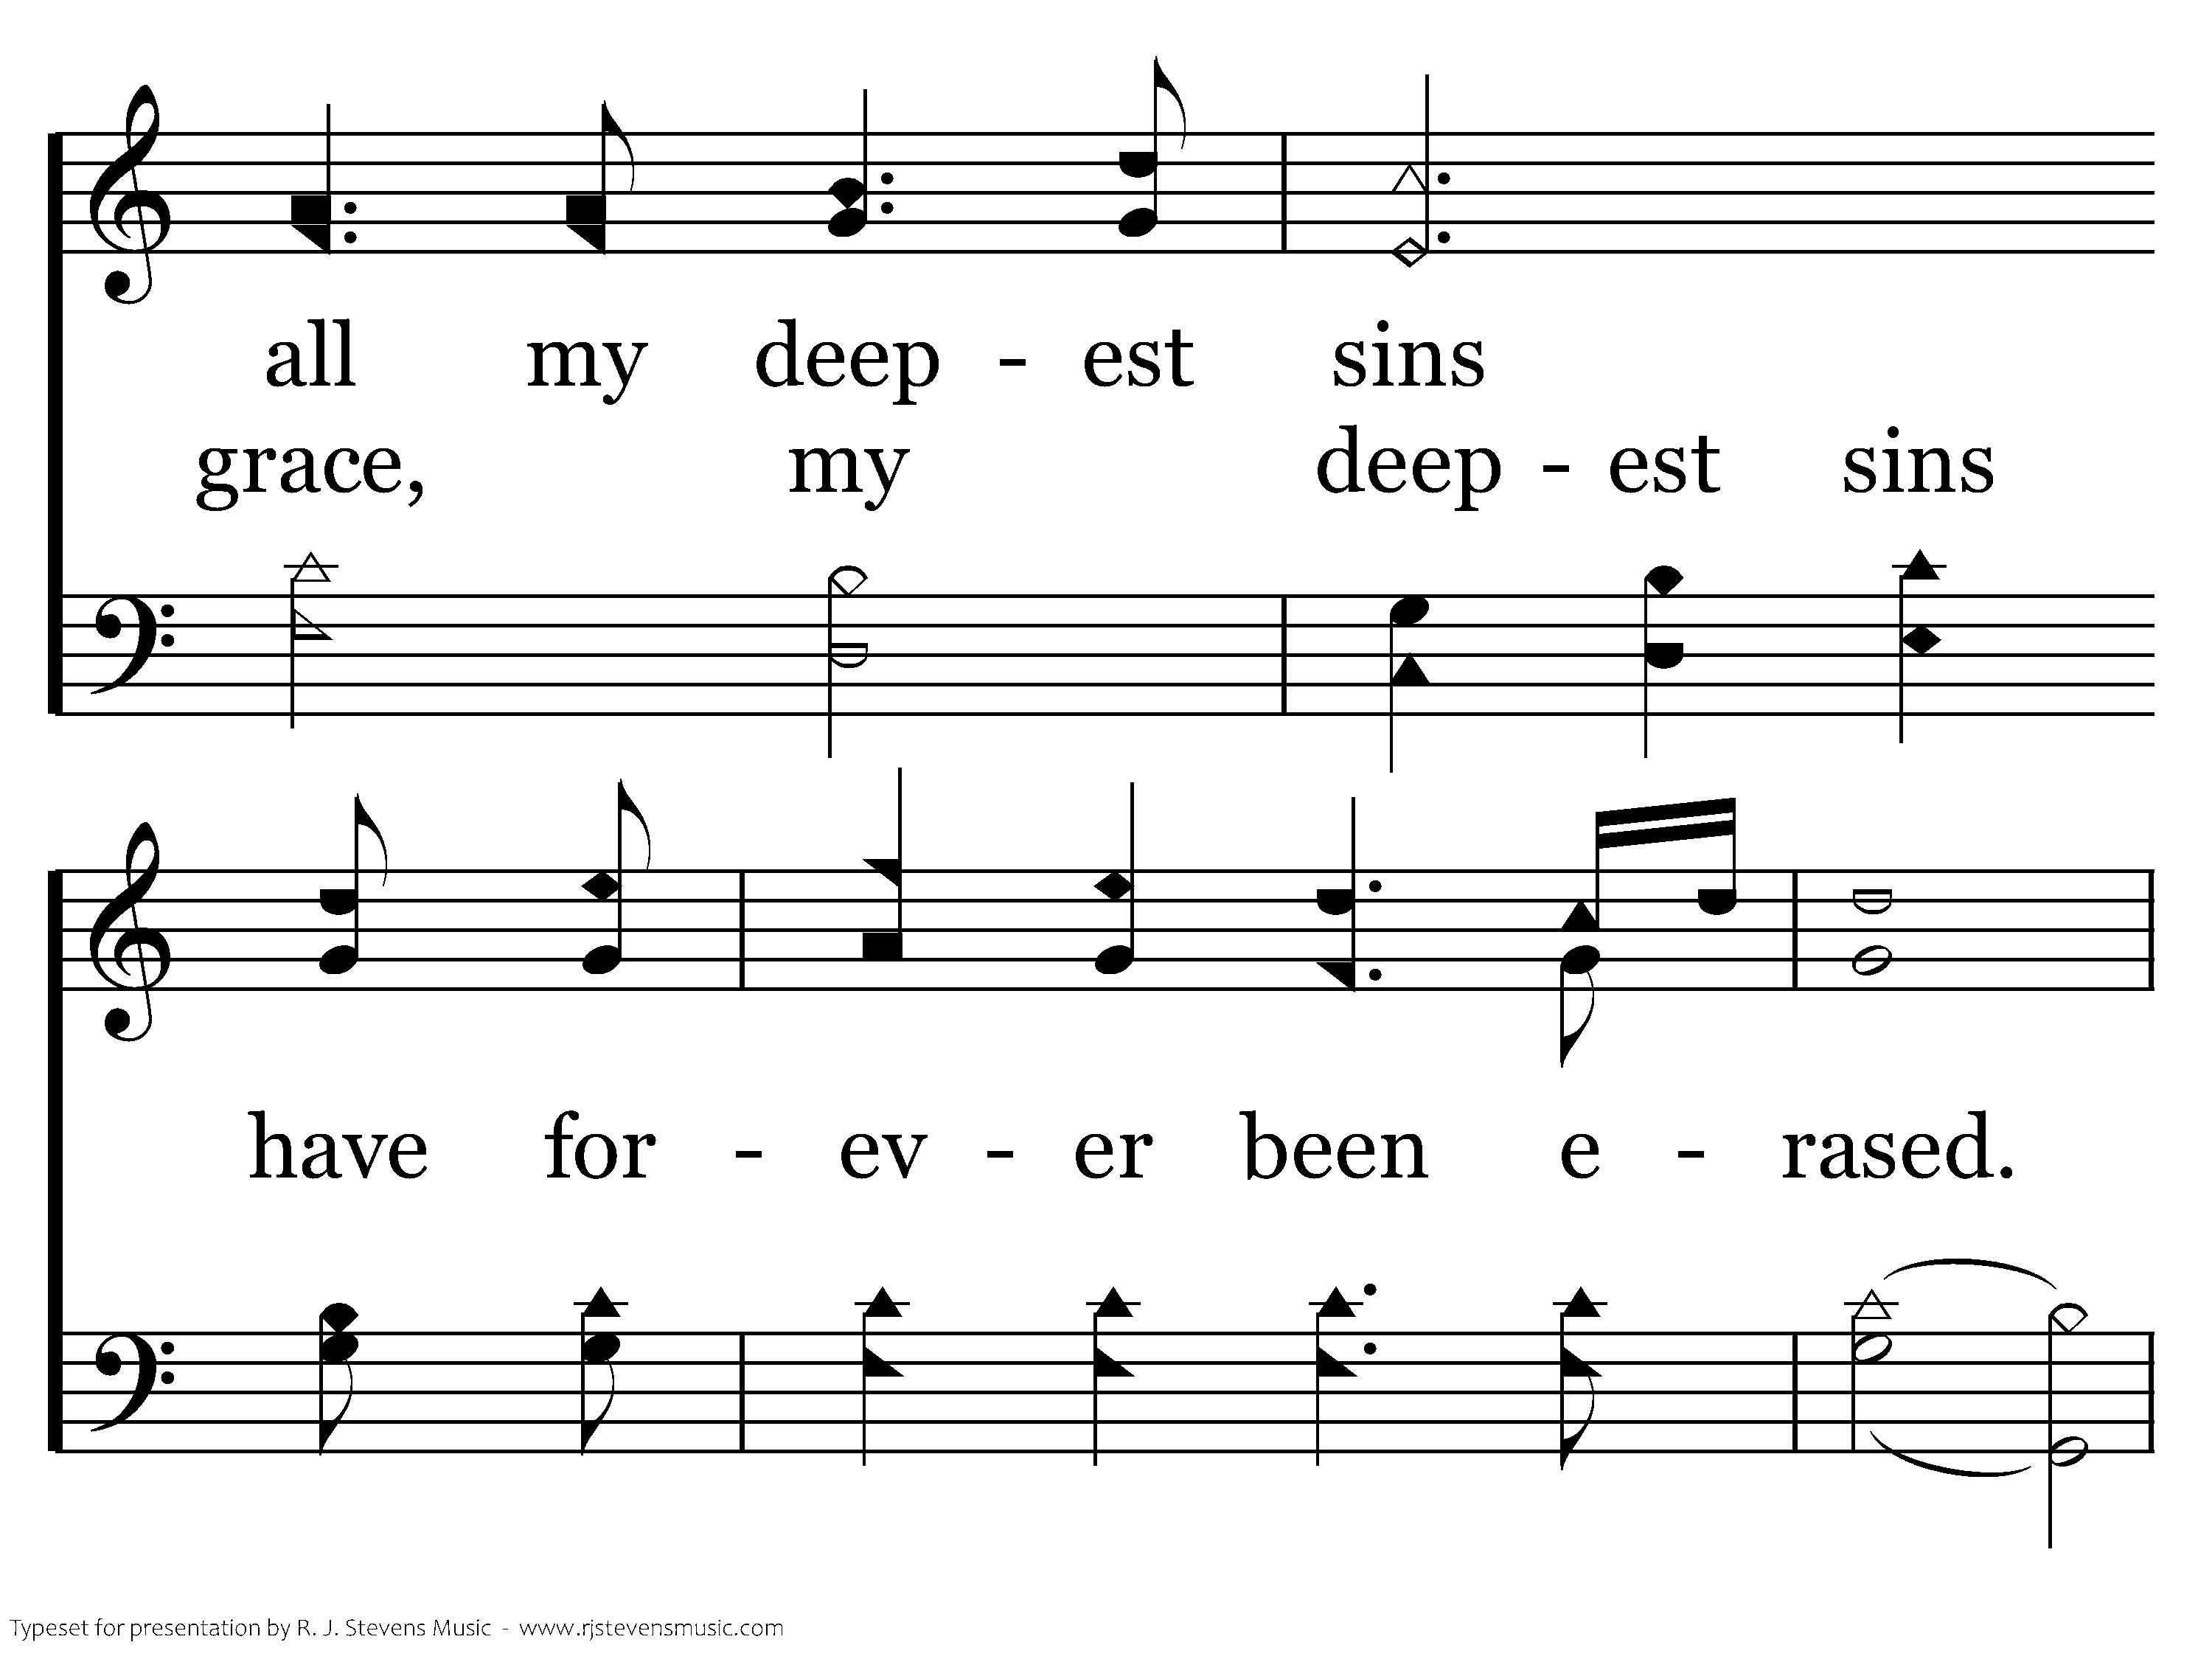 all my deep - est sins
grace, my deep - est sins
have for - ev - er been e - rased.
Typeset for presentation by R. J. Stevens Music - www.rjstevensmusic.com